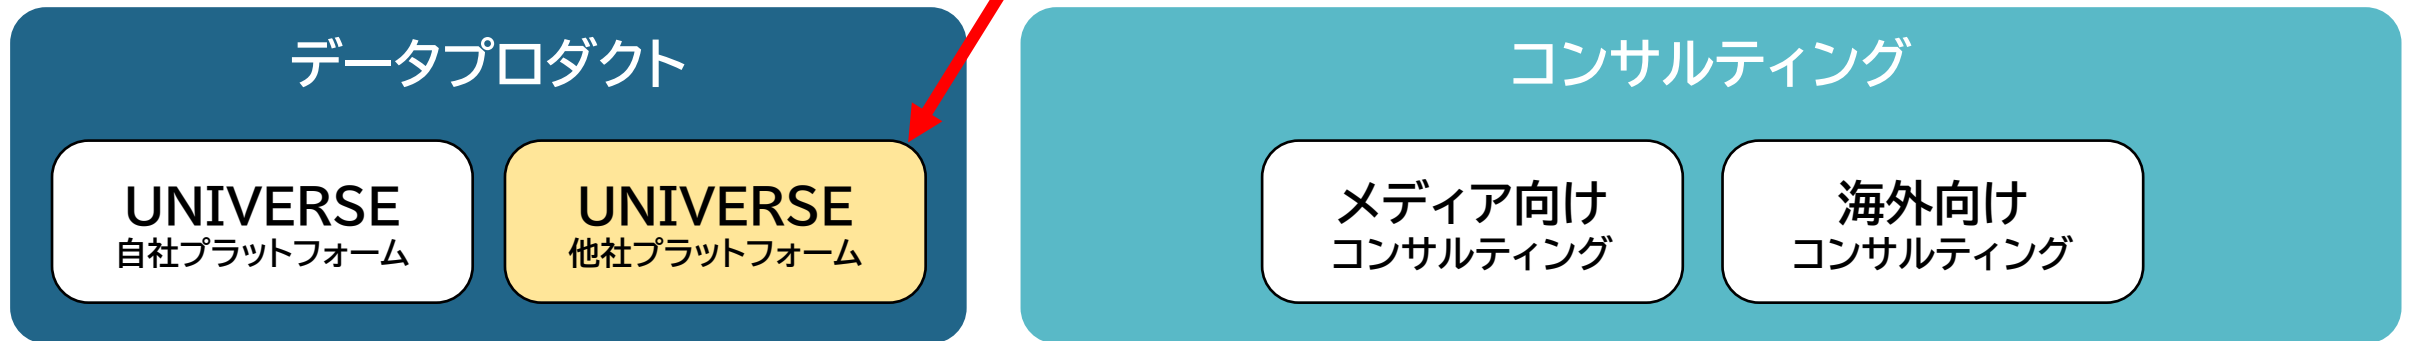 データプロダクト
UNIVERSE
自社プラットフォーム
UNIVERSE
他社プラットフォーム
コンサルティング
メディア向け
コンサルティング
海外向け
コンサルティング